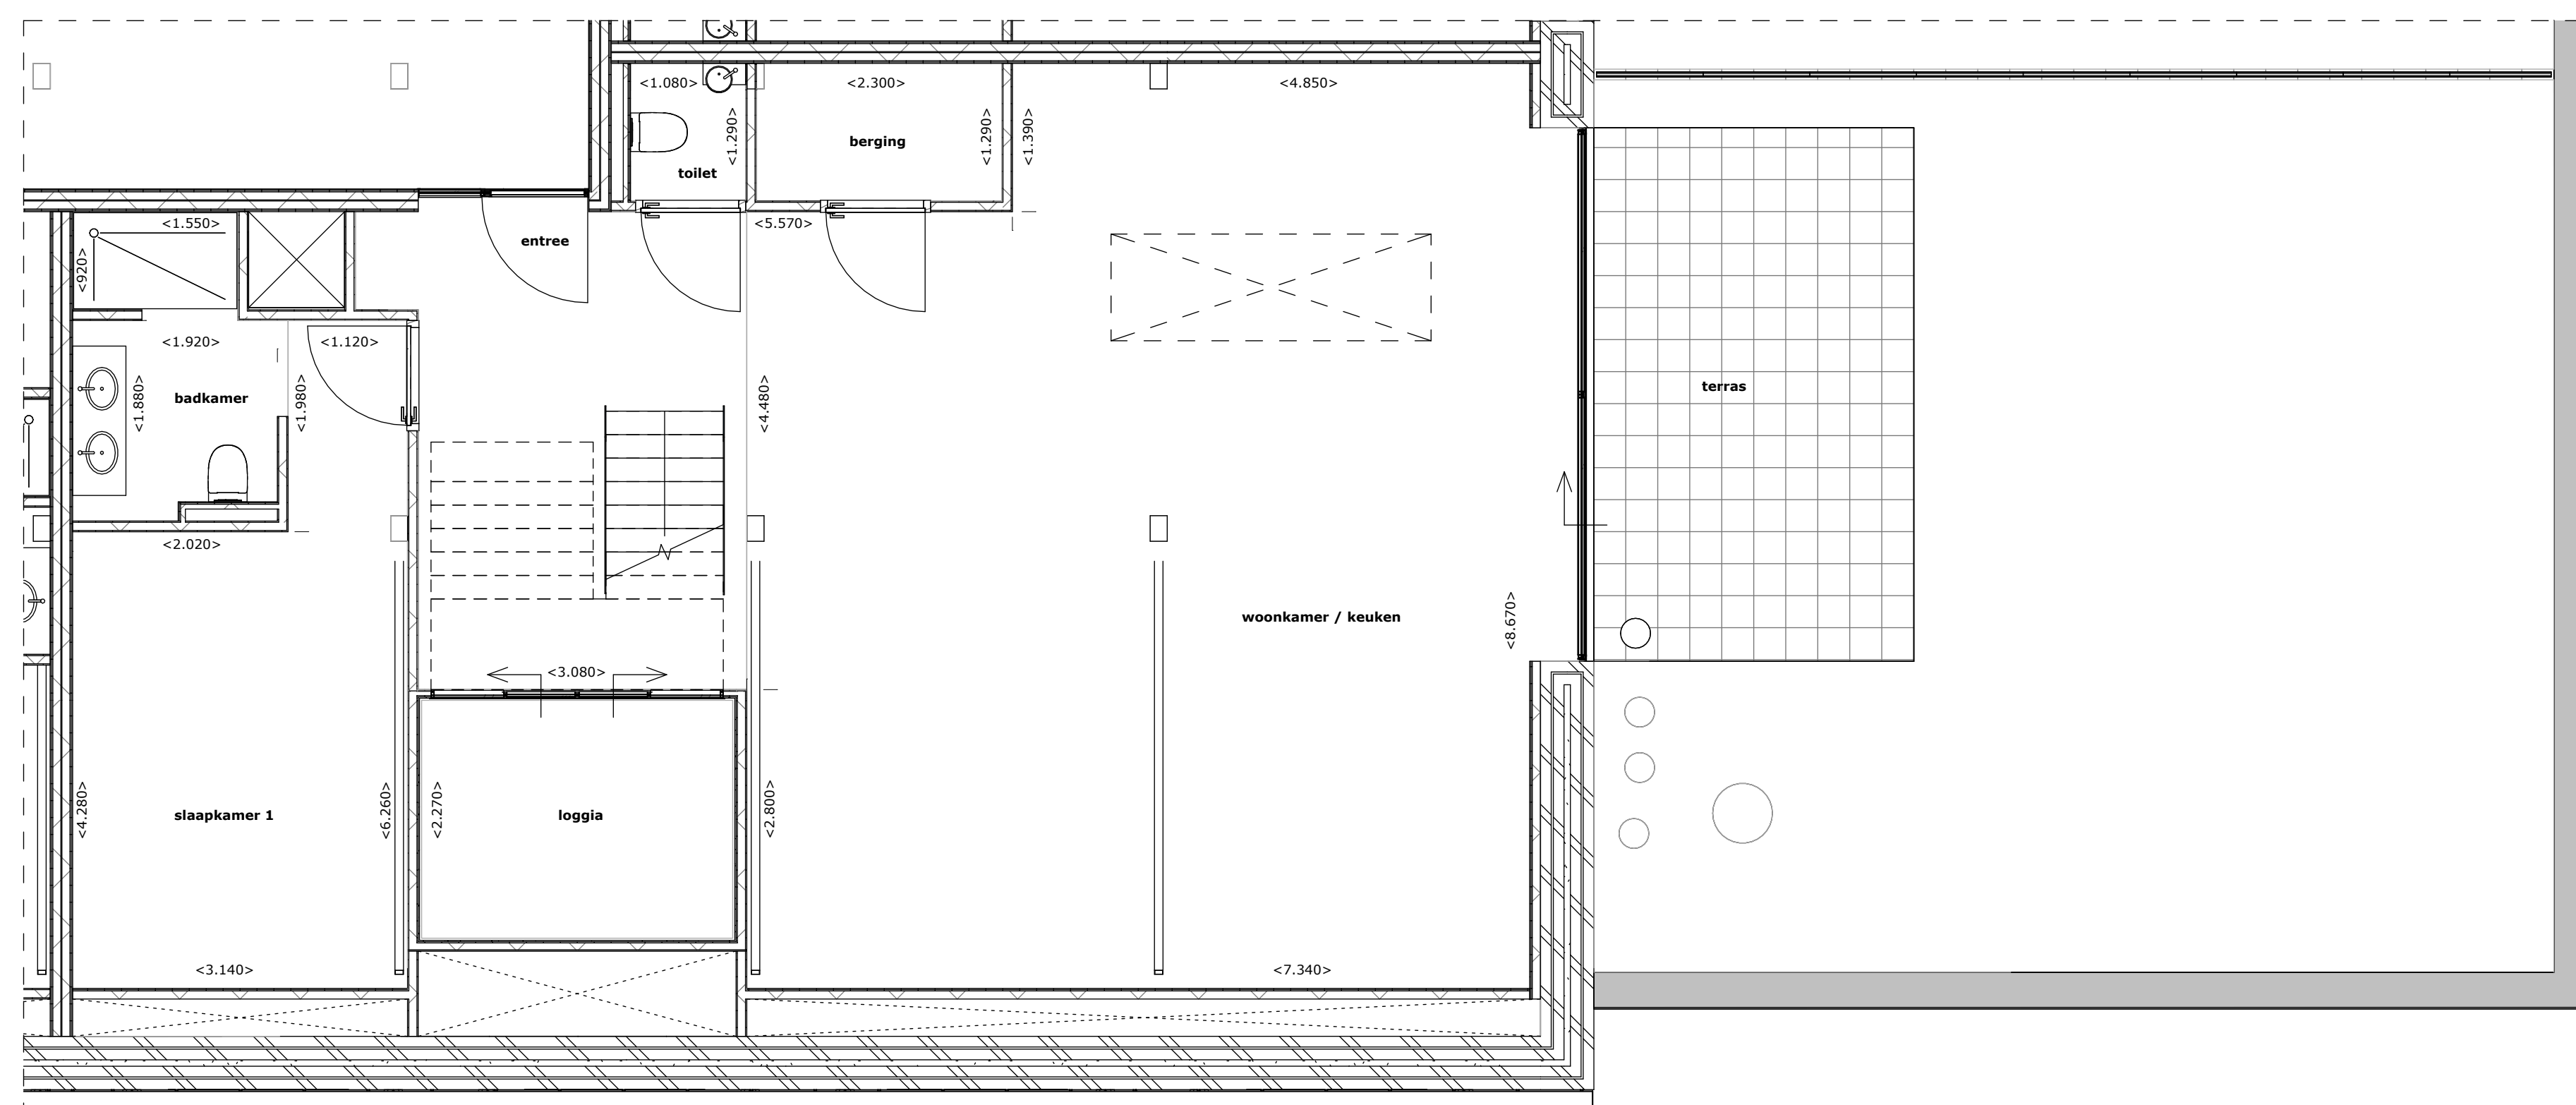 <1.080>
<2.300>
<4.850>
<1.290>
<1.290>
<1.390>
berging
toilet
<1.550>
<5.570>
entree
<920>
<1.920>
<1.120>
terras
badkamer
<1.880>
<1.980>
<4.480>
<2.020>
woonkamer / keuken
<8.670>
<3.080>
<4.280>
slaapkamer 1
<6.260>
<2.270>
loggia
<2.800>
<3.140>
<7.340>